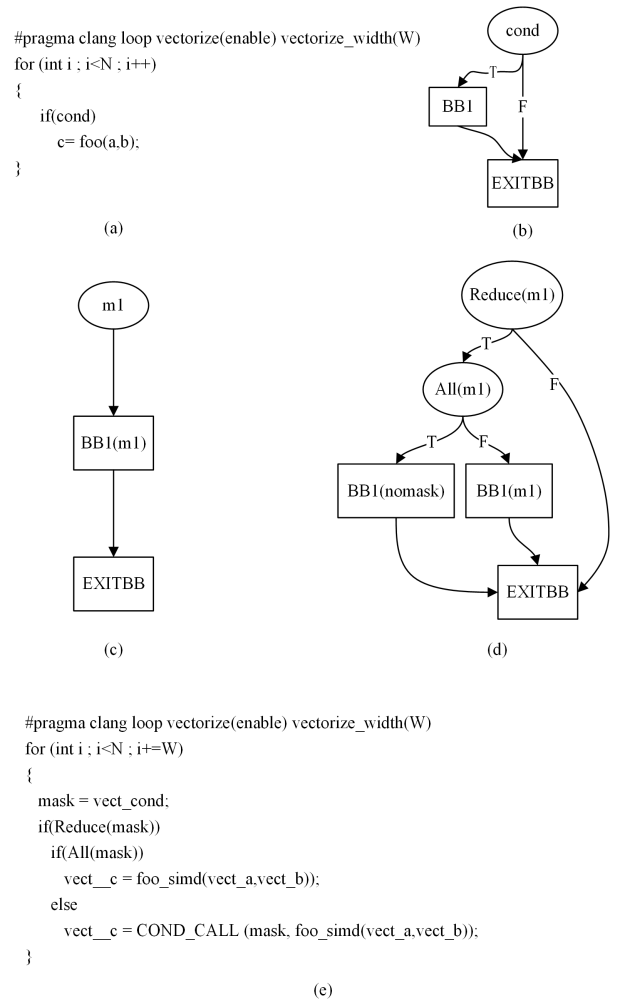 #pragma clang loop vectorize(enable) vectorize_width(W)
for (int i ; i<N ; i++)
{
if(cond)
c= foo(a,b);
}
(a)
cond
T
BB1
F
EXITBB
(b)
m1
BB1(m1)
EXITBB
(c)
Reduce(m1)
T
F
All(m1)
T
F
BB1(nomask)
BB1(m1)
EXITBB
(d)
#pragma clang loop vectorize(enable) vectorize_width(W)
for (int i ; i<N ; i+=W)
{
mask = vect_cond;
if(Reduce(mask))
if(All(mask))
vect__c = foo_simd(vect_a,vect_b));
else
vect__c = COND_CALL (mask, foo_simd(vect_a,vect_b));
}
(e)